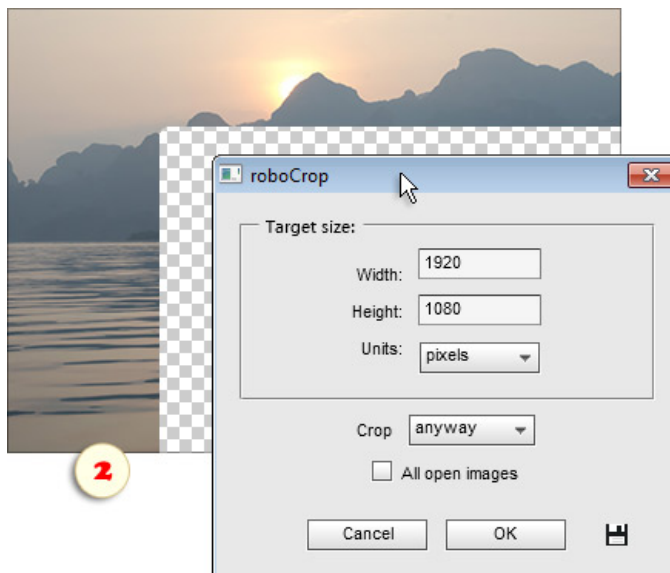 roboCrop
Target size:
Width: 1920
Height: 1080
Units: pixels
Crop anyway
All open images
Cancel OK
2